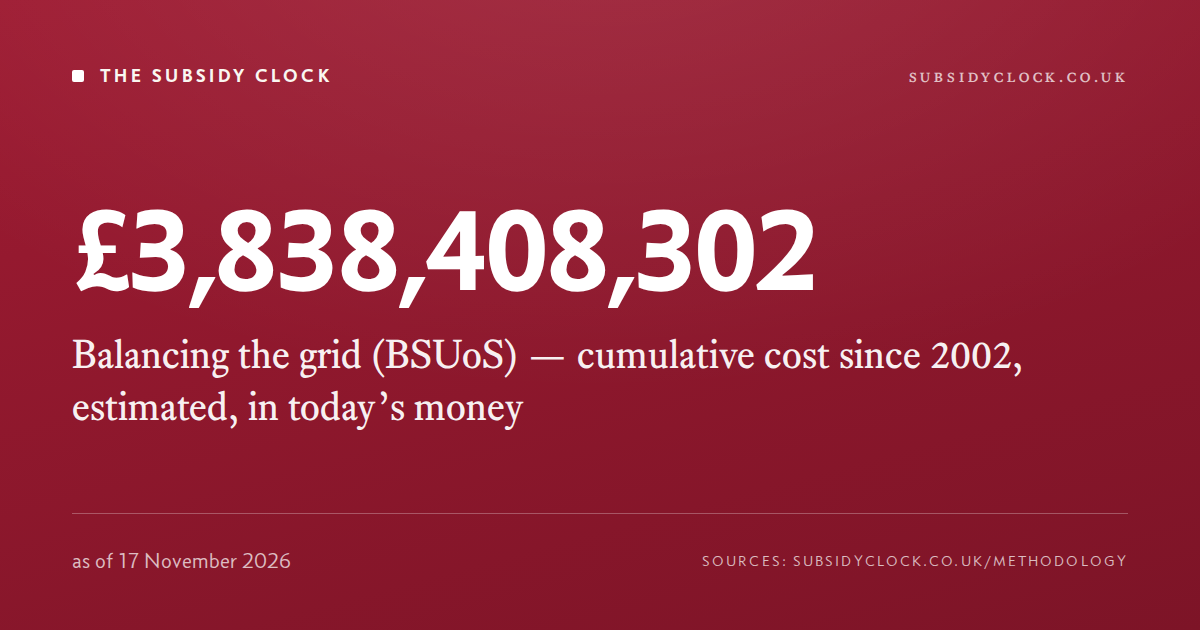 THE SUBSIDY CLOCK
SUBSIDYCLOCK.CO.UK
£3,838,408,302
Balancing the grid (BSUoS) — cumulative cost since 2002,
estimated, in today’s money
as of 17 November 2026
SOURCES: SUBSIDYCLOCK.CO.UK/METHODOLOGY